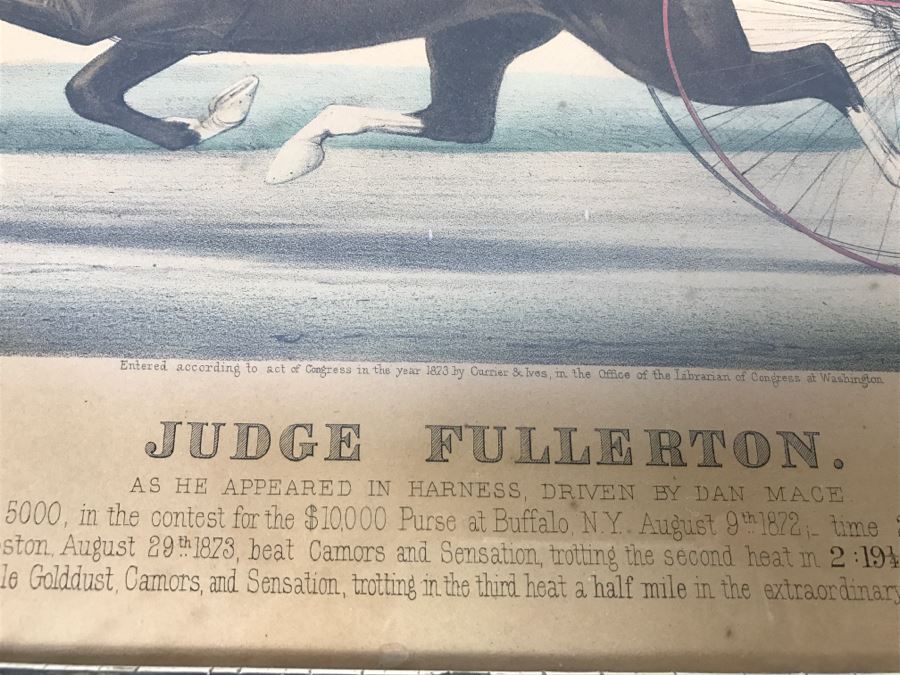 Entered according to act of Congress in the year 1873 by Currier & Ives, in the Office of the Librarian of Congress at Washington
JUDGE FULLERTON.
AS HE APPEARED IN HARNESS, DRIVEN BY DAN MACE.
5000, in the contest for the $10,000 Purse at Buffalo, N.Y. August 9th 1872;_ time
ston, August 29th 1873, beat Camors and Sensation, trotting the second heat in 2:19¼
le Golddust, Camors, and Sensation, trotting in the third heat a half mile in the extraordinary